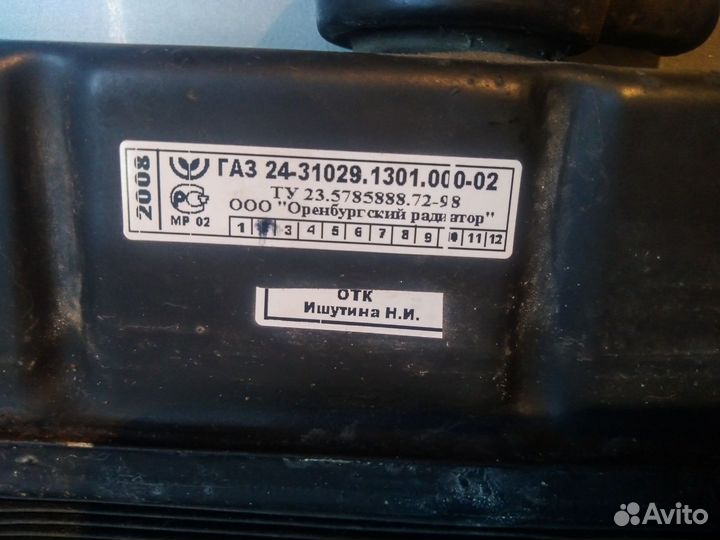 2008
ГАЗ 24-31029.1301.000-02
ТУ 23.5785888.72-98
ООО "Оренбургский радиатор"
МР 02
1 3 4 5 6 7 8 9 10 11 12
ОТК
Ишутина Н.И.
Avito